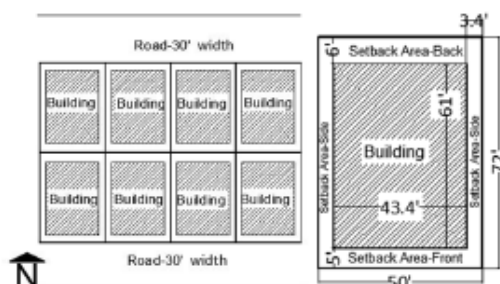 Road-30' width
Building Building Building Building
Building Building Building Building
Road-30' width
N
3.4'
6'
Setback Area-Back
Setback Area-Side
61'
Building
43.4'
Setback Area-Side
72'
5'
Setback Area-Front
50'